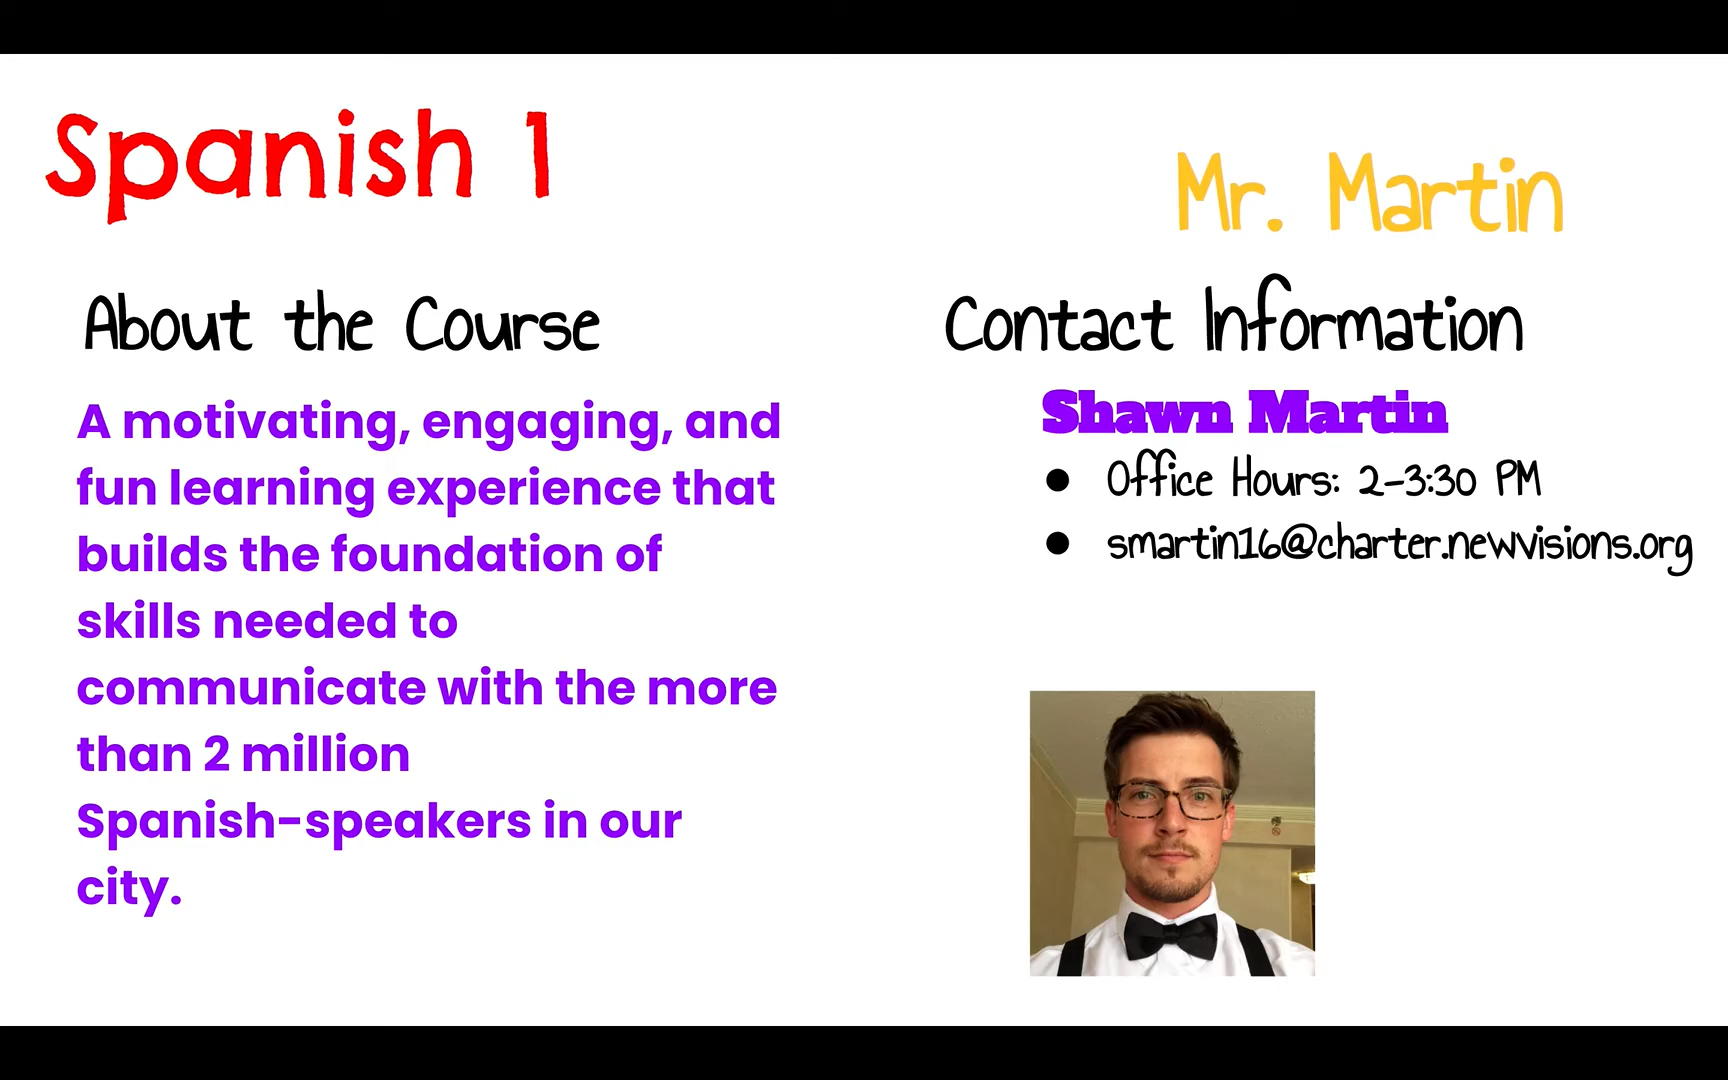 Spanish 1
About the Course
A motivating, engaging, and
fun learning experience that
builds the foundation of
skills needed to
communicate with the more
than 2 million
Spanish-speakers in our
city.
Mr. Martin
Contact Information
Shawn Martin
● Office Hours: 2-3:30 PM
● smartin16@charter.newvisions.org